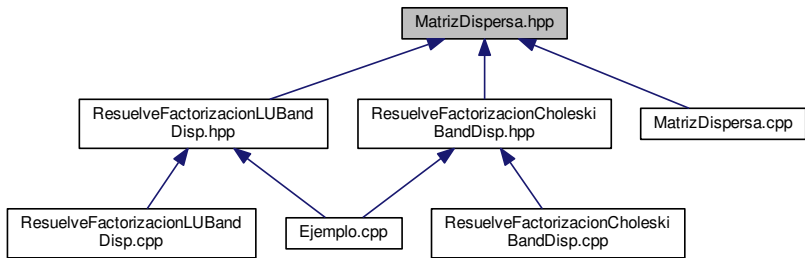 MatrizDispersa.hpp
ResuelveFactorizacionLUBand
Disp.hpp
ResuelveFactorizacionCholeski
BandDisp.hpp
MatrizDispersa.cpp
ResuelveFactorizacionLUBand
Disp.cpp
Ejemplo.cpp
ResuelveFactorizacionCholeski
BandDisp.cpp